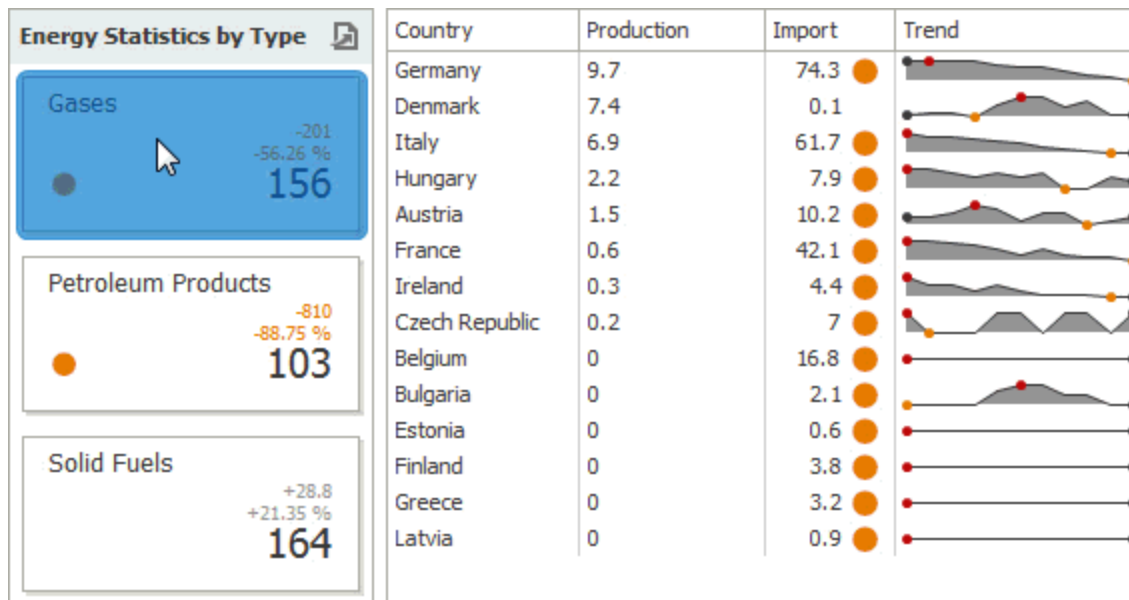 Energy Statistics by Type
Gases
-201
-56.26 %
156
Petroleum Products
-810
-88.75 %
103
Solid Fuels
+28.8
+21.35 %
164
Country Production Import Trend
Germany 9.7 74.3
Denmark 7.4 0.1
Italy 6.9 61.7
Hungary 2.2 7.9
Austria 1.5 10.2
France 0.6 42.1
Ireland 0.3 4.4
Czech Republic 0.2 7
Belgium 0 16.8
Bulgaria 0 2.1
Estonia 0 0.6
Finland 0 3.8
Greece 0 3.2
Latvia 0 0.9